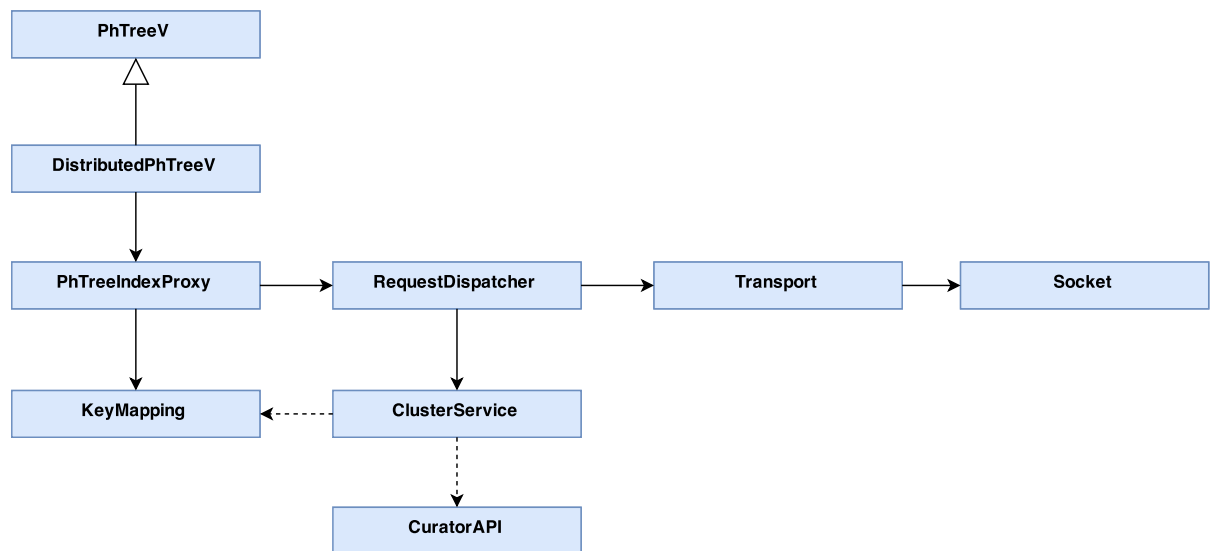 PhTreeV
DistributedPhTreeV
PhTreeIndexProxy
RequestDispatcher
Transport
Socket
KeyMapping
ClusterService
CuratorAPI